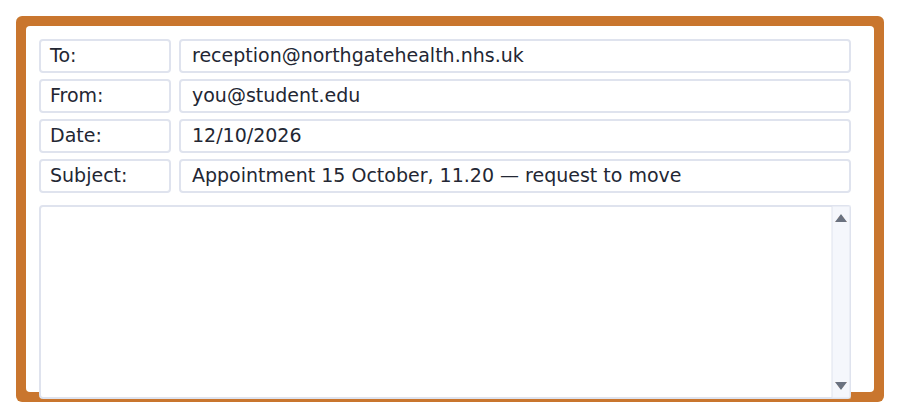 To: reception@northgatehealth.nhs.uk
From: you@student.edu
Date: 12/10/2026
Subject: Appointment 15 October, 11.20 — request to move